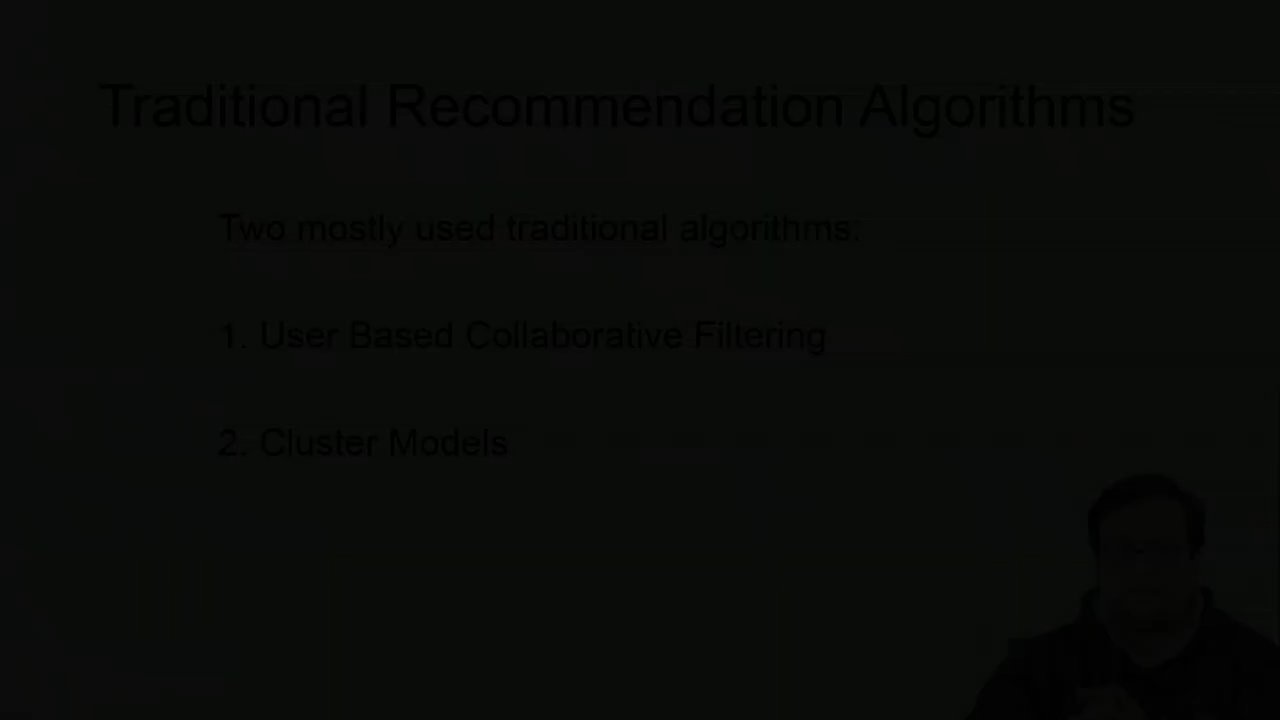 Traditional Recommendation Algorithms
Two mostly used traditional algorithms:
1. User Based Collaborative Filtering
2. Cluster Models